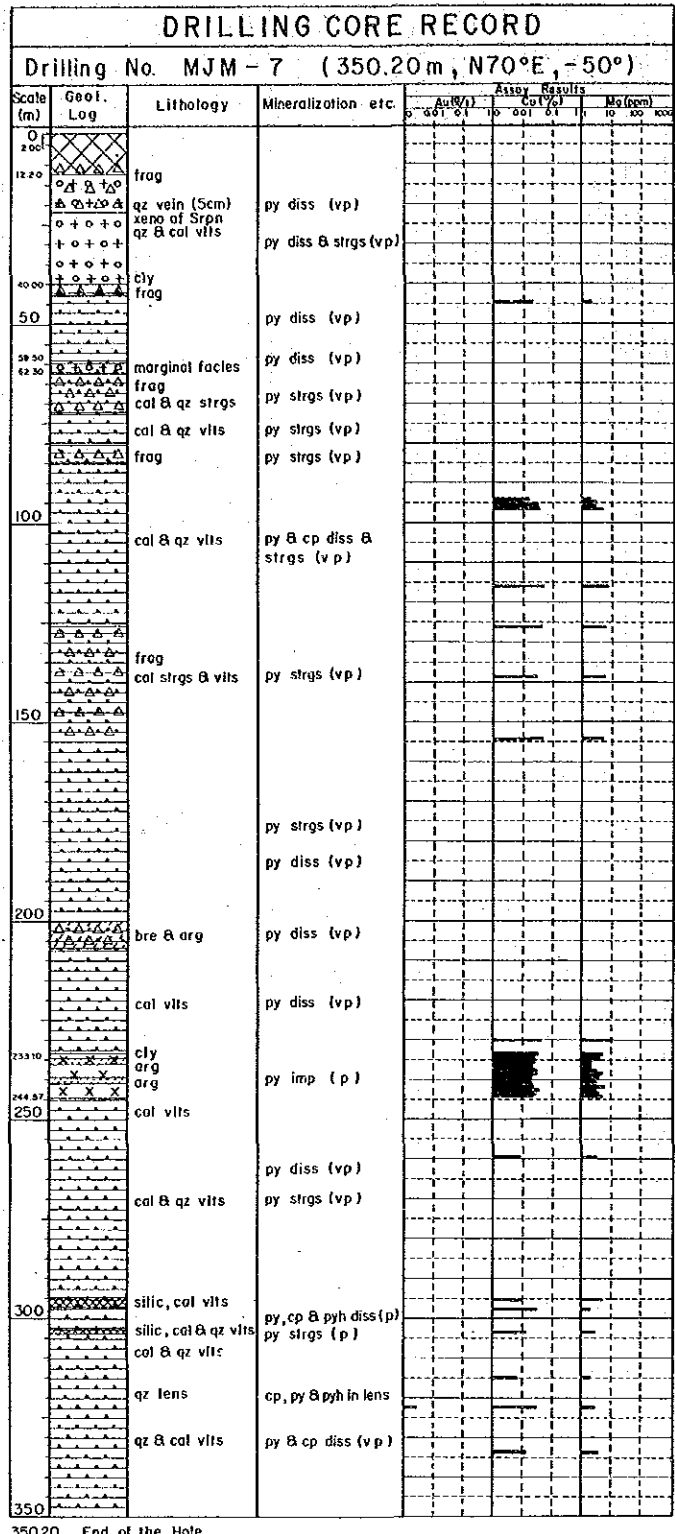 DRILLING CORE RECORD
Drilling No. MJM-7 (350.20m, N70°E, -50°)
Scale (m) Geol. Log Lithology Mineralization etc. Assay Results
Cu (%) Mo (ppm)
0
2.00
12.20 frag
qz vein (5cm) py diss (vp)
xeno of Srpn
qz & cal vlts
py diss & strgs (vp)
cly
40.00 frag
50 py diss (vp)
59.50 py diss (vp)
62.30 marginal facies
frag
cal & qz strgs py strgs (vp)
cal & qz vlts py strgs (vp)
frag py strgs (vp)
100
cal & qz vlts py & cp diss &
strgs (vp)
frag
cal strgs & vlts py strgs (vp)
150
py strgs (vp)
py diss (vp)
200
bre & arg py diss (vp)
cal vlts py diss (vp)
233.10 cly
arg
arg py imp (p)
244.57
250 cal vlts
py diss (vp)
cal & qz vlts py strgs (vp)
silic, cal vlts
300 py, cp & pyh diss (p)
silic, cal & qz vlts py strgs (p)
cal & qz vlts
qz lens cp, py & pyh in lens
qz & cal vlts py & cp diss (vp)
350
350.20 End of the Hole